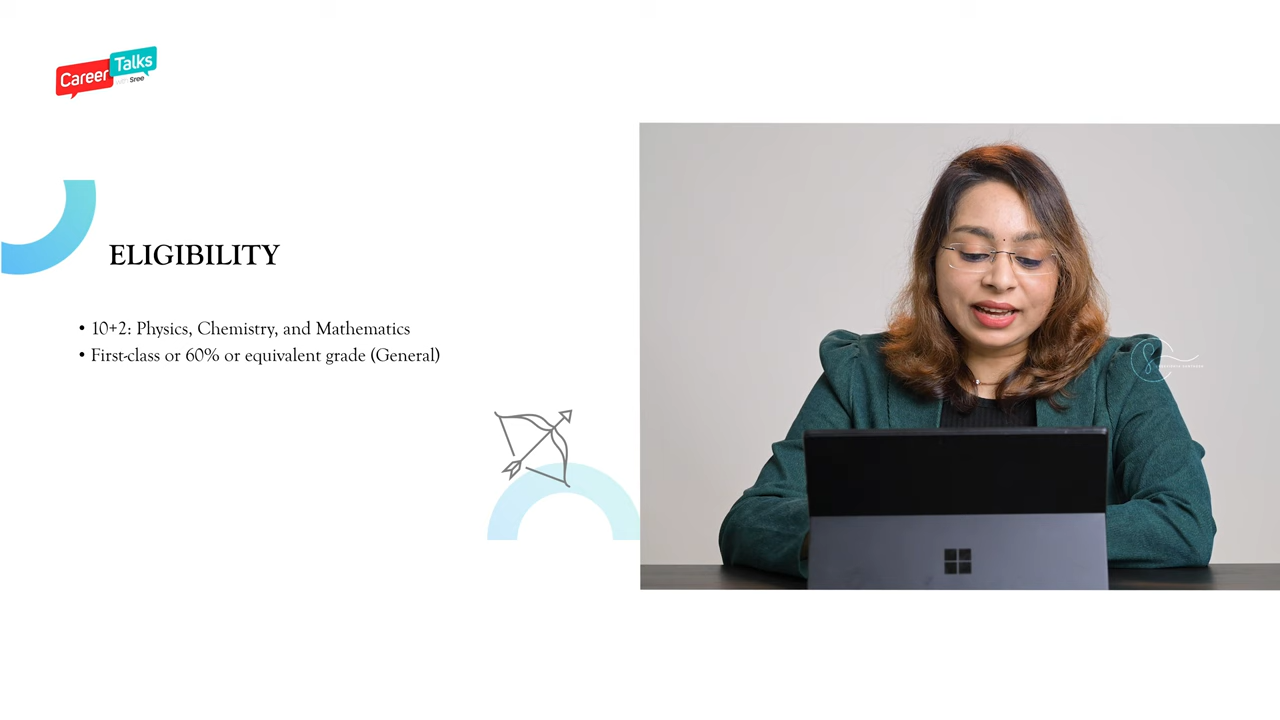 Career
Talks
Sree
ELIGIBILITY
• 10+2: Physics, Chemistry, and Mathematics
• First-class or 60% or equivalent grade (General)